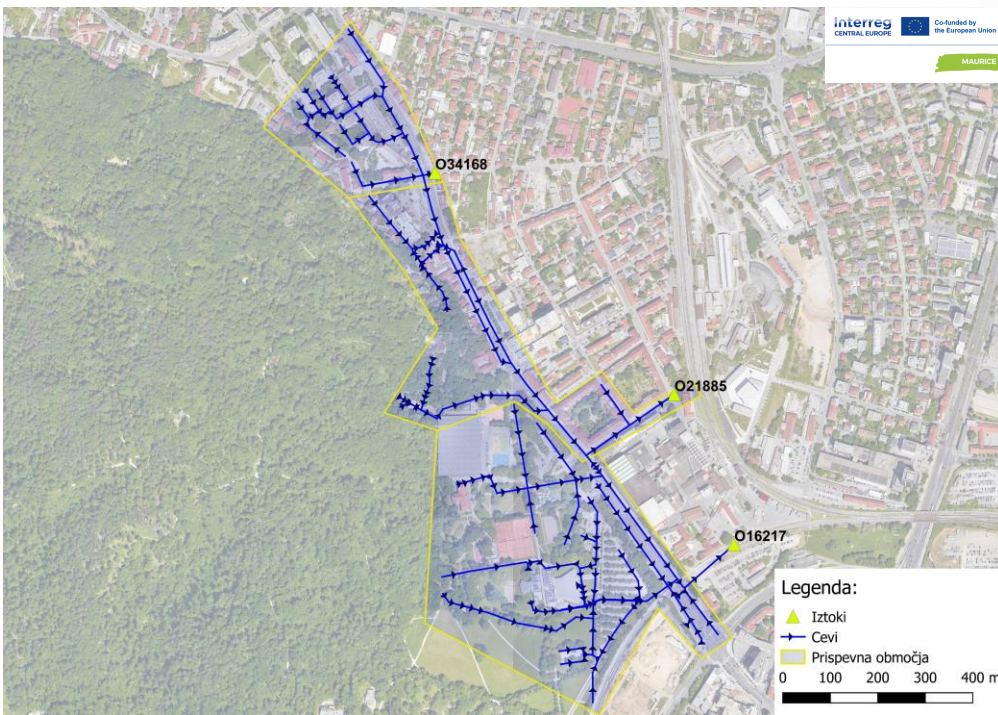 Interreg
CENTRAL EUROPE
Co-funded by
the European Union
MAURICE
O34168
O21885
O16217
Legenda:
Iztoki
Cevi
Prispevna območja
0 100 200 300 400 m